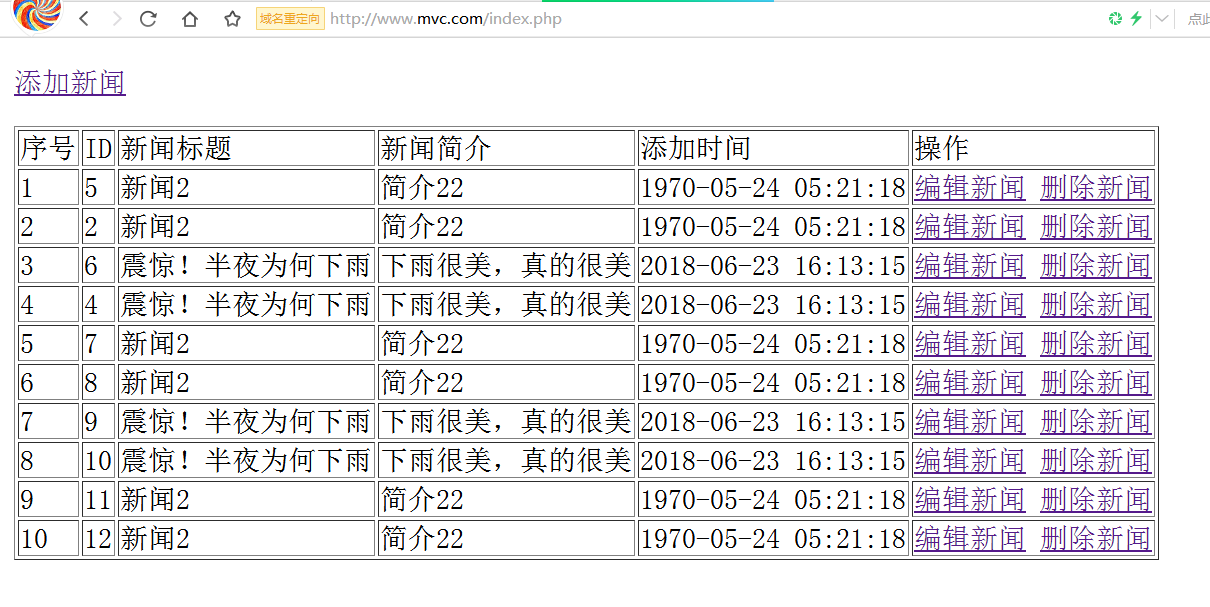 域名重定向 http://www.mvc.com/index.php 点此
添加新闻
序号 ID 新闻标题 新闻简介 添加时间 操作
1 5 新闻2 简介22 1970-05-24 05:21:18 编辑新闻 删除新闻
2 2 新闻2 简介22 1970-05-24 05:21:18 编辑新闻 删除新闻
3 6 震惊！半夜为何下雨 下雨很美，真的很美 2018-06-23 16:13:15 编辑新闻 删除新闻
4 4 震惊！半夜为何下雨 下雨很美，真的很美 2018-06-23 16:13:15 编辑新闻 删除新闻
5 7 新闻2 简介22 1970-05-24 05:21:18 编辑新闻 删除新闻
6 8 新闻2 简介22 1970-05-24 05:21:18 编辑新闻 删除新闻
7 9 震惊！半夜为何下雨 下雨很美，真的很美 2018-06-23 16:13:15 编辑新闻 删除新闻
8 10 震惊！半夜为何下雨 下雨很美，真的很美 2018-06-23 16:13:15 编辑新闻 删除新闻
9 11 新闻2 简介22 1970-05-24 05:21:18 编辑新闻 删除新闻
10 12 新闻2 简介22 1970-05-24 05:21:18 编辑新闻 删除新闻